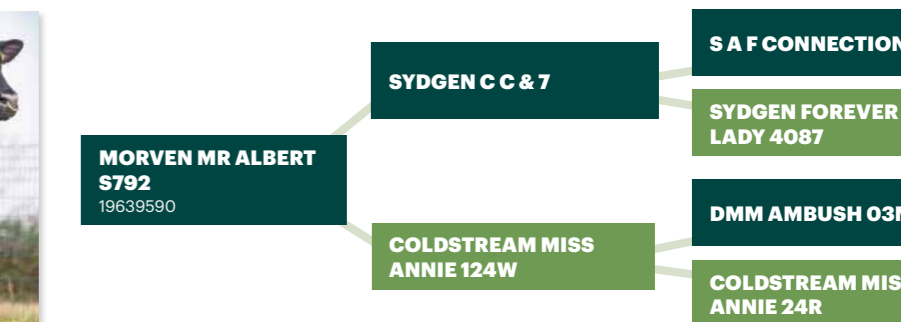 MORVEN MR ALBERT
S792
19639590
SYDGEN C C & 7
COLDSTREAM MISS
ANNIE 124W
S A F CONNECTION
SYDGEN FOREVER
LADY 4087
DMM AMBUSH
COLDSTREAM
ANNIE 24R